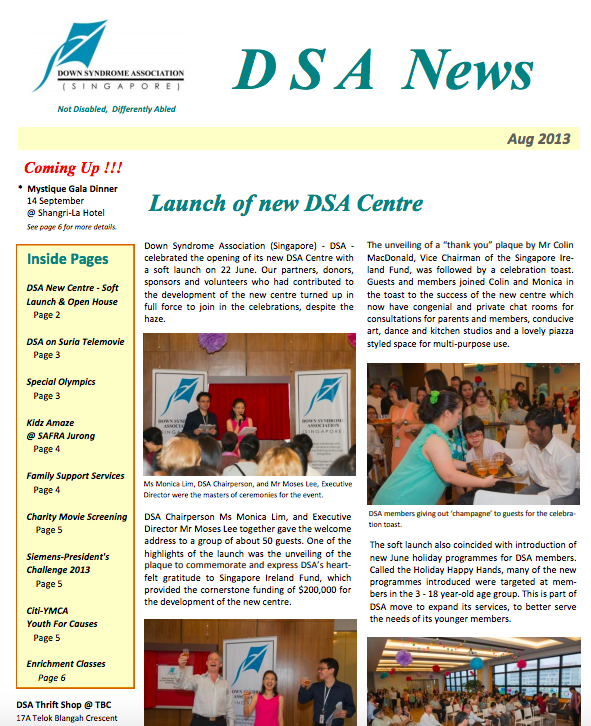 DOWN SYNDROME ASSOCIATION
( S I N G A P O R E )
Not Disabled, Differently Abled
D S A News
Aug 2013
Coming Up !!!
* Mystique Gala Dinner
14 September
@ Shangri-La Hotel
See page 6 for more details.
Inside Pages
DSA New Centre - Soft
Launch & Open House
Page 2
DSA on Suria Telemovie
Page 3
Special Olympics
Page 3
Kidz Amaze
@ SAFRA Jurong
Page 4
Family Support Services
Page 4
Charity Movie Screening
Page 5
Siemens-President's
Challenge 2013
Page 5
Citi-YMCA
Youth For Causes
Page 5
Enrichment Classes
Page 6
DSA Thrift Shop @ TBC
17A Telok Blangah Crescent
Launch of new DSA Centre
Down Syndrome Association (Singapore) - DSA -
celebrated the opening of its new DSA Centre with
a soft launch on 22 June. Our partners, donors,
sponsors and volunteers who had contributed to
the development of the new centre turned up in
full force to join in the celebrations, despite the
haze.
DOWN SYNDROME
ASSOCIATION
(SINGAPORE)
DOWN SYNDROME
ASSOCIATION
(SINGAPORE)
Ms Monica Lim, DSA Chairperson, and Mr Moses Lee, Executive
Director were the masters of ceremonies for the event.
DSA Chairperson Ms Monica Lim, and Executive
Director Mr Moses Lee together gave the welcome
address to a group of about 50 guests. One of the
highlights of the launch was the unveiling of the
plaque to commemorate and express DSA's heart-
felt gratitude to Singapore Ireland Fund, which
provided the cornerstone funding of $200,000 for
the development of the new centre.
DOWN SYNDROME
ASSOCIATION
The unveiling of a "thank you" plaque by Mr Colin
MacDonald, Vice Chairman of the Singapore Ire-
land Fund, was followed by a celebration toast.
Guests and members joined Colin and Monica in
the toast to the success of the new centre which
now have congenial and private chat rooms for
consultations for parents and members, conducive
art, dance and kitchen studios and a lovely piazza
styled space for multi-purpose use.
DSA members giving out 'champagne' to guests for the celebra-
tion toast.
The soft launch also coincided with introduction of
new June holiday programmes for DSA members.
Called the Holiday Happy Hands, many of the new
programmes introduced were targeted at mem-
bers in the 3 - 18 year-old age group. This is part of
DSA move to expand its services, to better serve
the needs of its younger members.